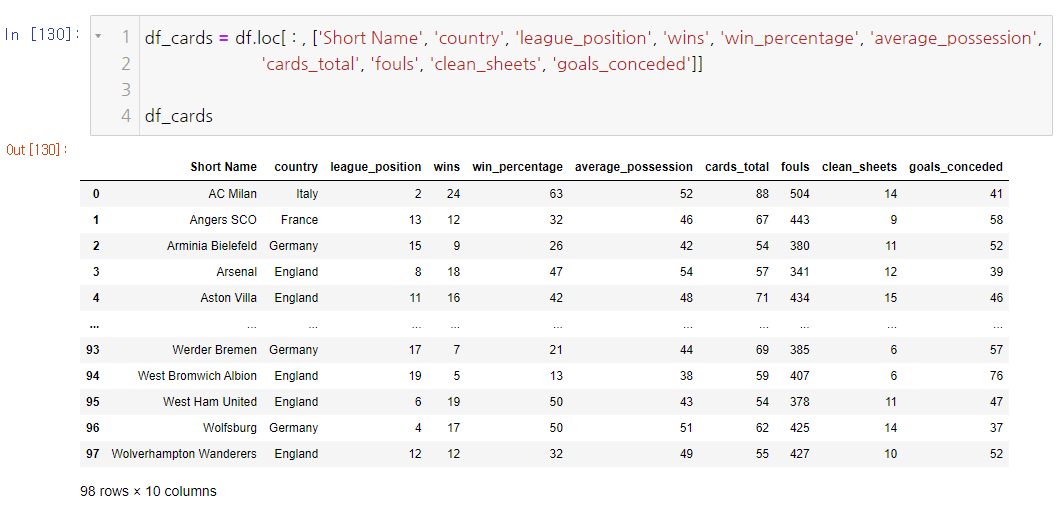 In [130]:
1 df_cards = df.loc[ : , ['Short Name', 'country', 'league_position', 'wins', 'win_percentage', 'average_possession',
2 'cards_total', 'fouls', 'clean_sheets', 'goals_conceded']]
3
4 df_cards
Out[130]:
Short Name country league_position wins win_percentage average_possession cards_total fouls clean_sheets goals_conceded
0 AC Milan Italy 2 24 63 52 88 504 14 41
1 Angers SCO France 13 12 32 46 67 443 9 58
2 Arminia Bielefeld Germany 15 9 26 42 54 380 11 52
3 Arsenal England 8 18 47 54 57 341 12 39
4 Aston Villa England 11 16 42 48 71 434 15 46
... ... ... ... ... ... ... ... ... ... ...
93 Werder Bremen Germany 17 7 21 44 69 385 6 57
94 West Bromwich Albion England 19 5 13 38 59 407 6 76
95 West Ham United England 6 19 50 43 54 378 11 47
96 Wolfsburg Germany 4 17 50 51 62 425 14 37
97 Wolverhampton Wanderers England 12 12 32 49 55 427 10 52
98 rows × 10 columns